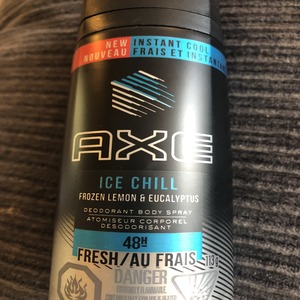 NEW INSTANT COOL
NOUVEAU FRAIS ET INSTANTANÉ
AXE
ICE CHILL
FROZEN LEMON & EUCALYPTUS
DEODORANT BODY SPRAY
ATOMISEUR CORPOREL
DÉSODORISANT
48H
FRESH/AU FRAIS
DANGER